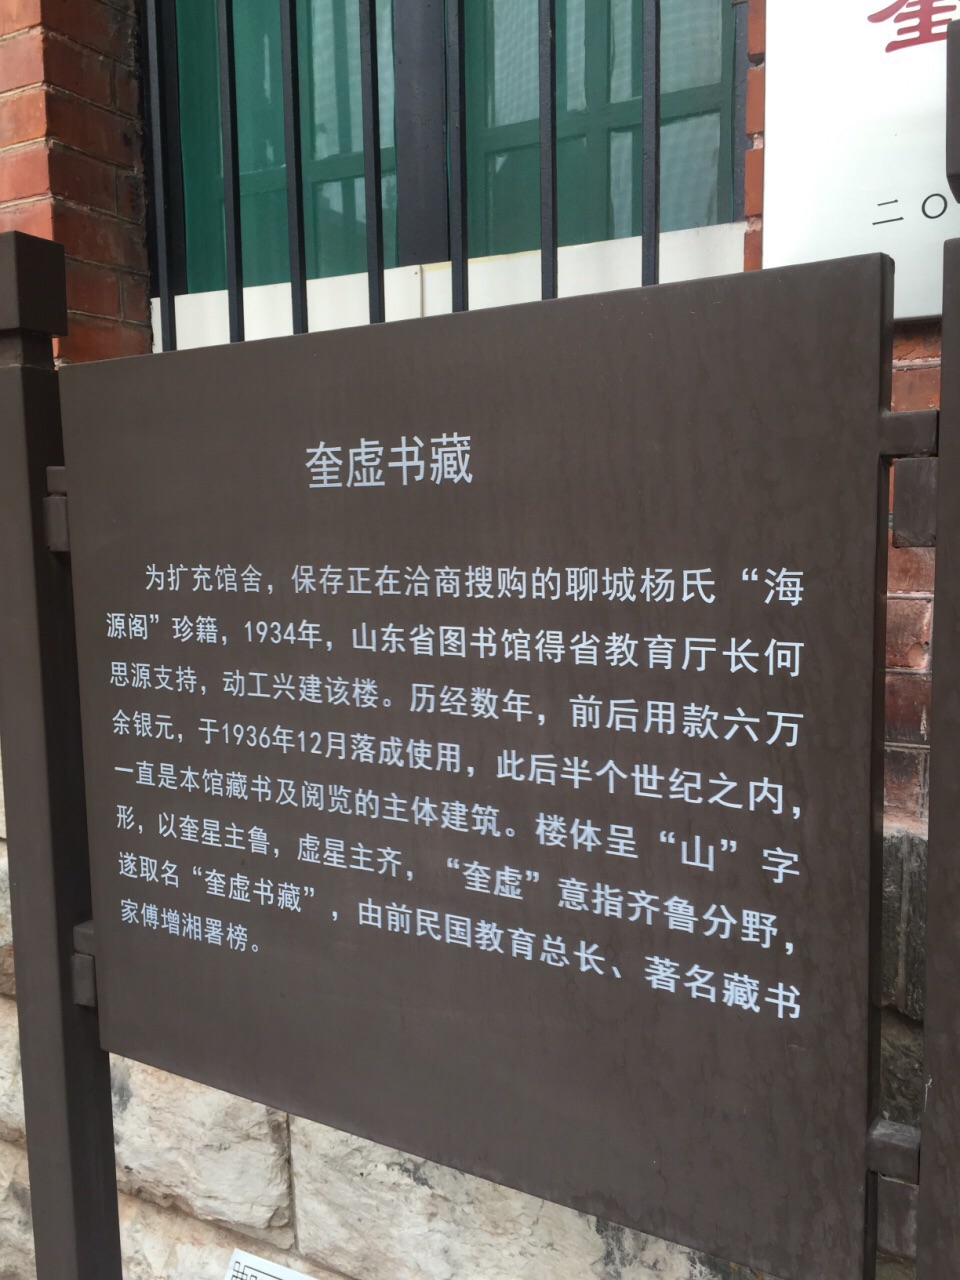 二〇
奎虚书藏
为扩充馆舍，保存正在洽商搜购的聊城杨氏“海
源阁”珍籍，1934年，山东省图书馆得省教育厅长何
思源支持，动工兴建该楼。历经数年，前后用款六万
余银元，于1936年12月落成使用，此后半个世纪之内，
一直是本馆藏书及阅览的主体建筑。楼体呈“山”字
形，以奎星主鲁，虚星主齐，“奎虚”意指齐鲁分野，
遂取名“奎虚书藏”，由前民国教育总长、著名藏书
家傅增湘署榜。